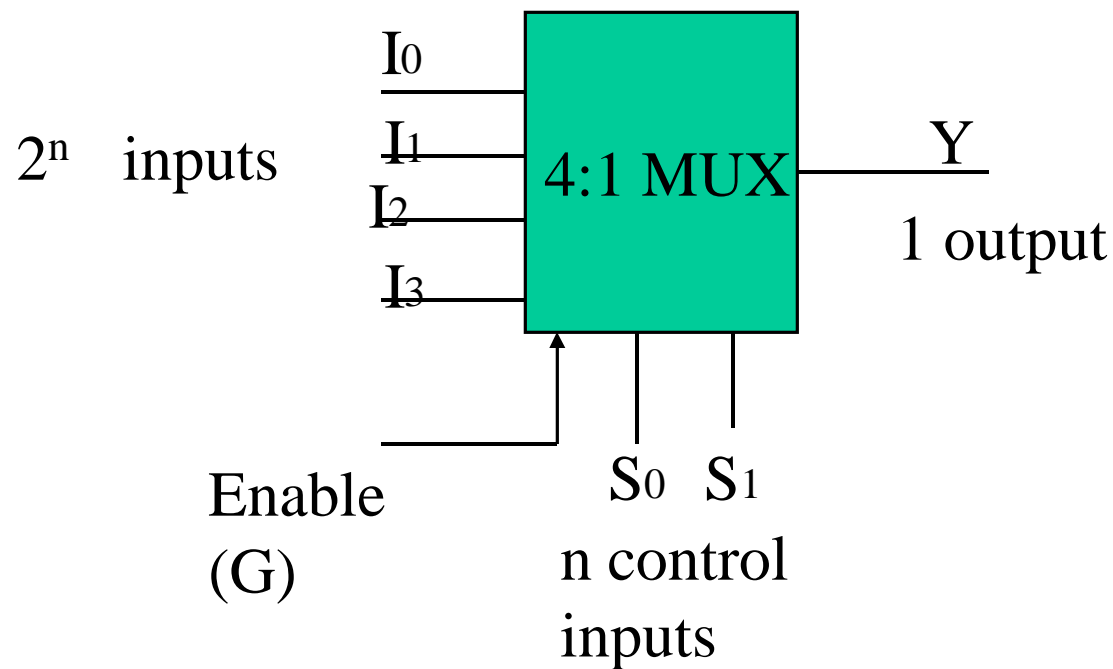 I0
2ⁿ inputs
I1
4:1 MUX
Y
I2
1 output
I3
Enable
(G)
S0 S1
n control
inputs